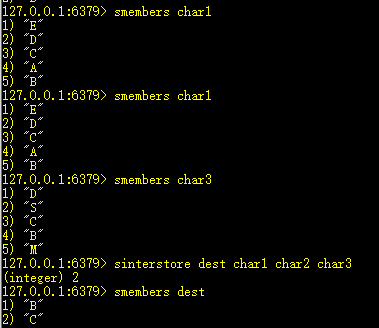 127.0.0.1:6379> smembers char1
1) "E"
2) "D"
3) "C"
4) "A"
5) "B"
127.0.0.1:6379> smembers char1
1) "E"
2) "D"
3) "C"
4) "A"
5) "B"
127.0.0.1:6379> smembers char3
1) "D"
2) "S"
3) "C"
4) "B"
5) "M"
127.0.0.1:6379> sinterstore dest char1 char2 char3
(integer) 2
127.0.0.1:6379> smembers dest
1) "B"
2) "C"